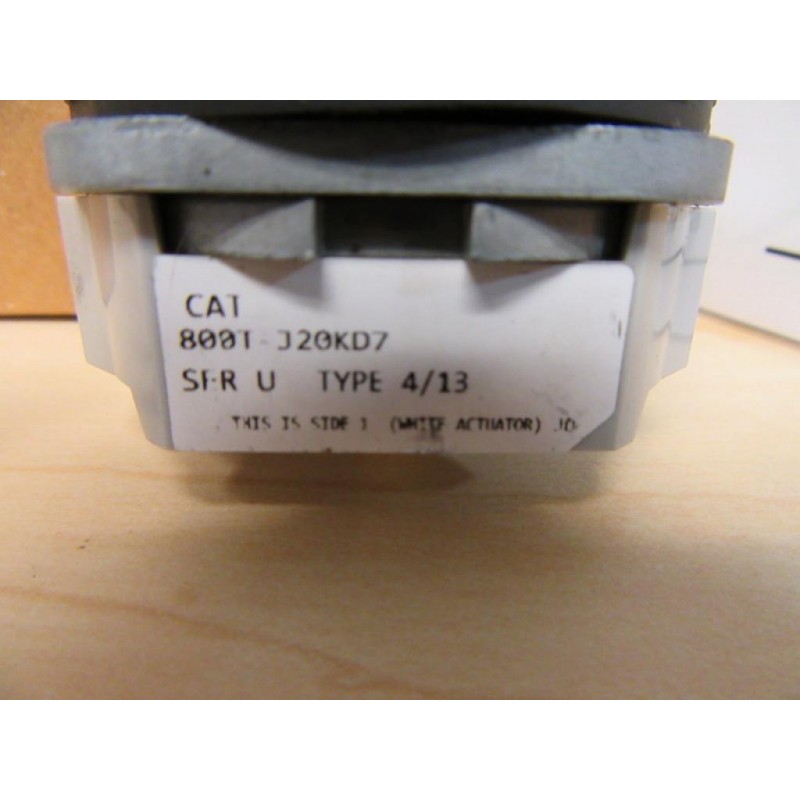 CAT
800T-J20KD7
SER U TYPE 4/13
THIS IS SIDE 1 (WHITE ACTUATOR)